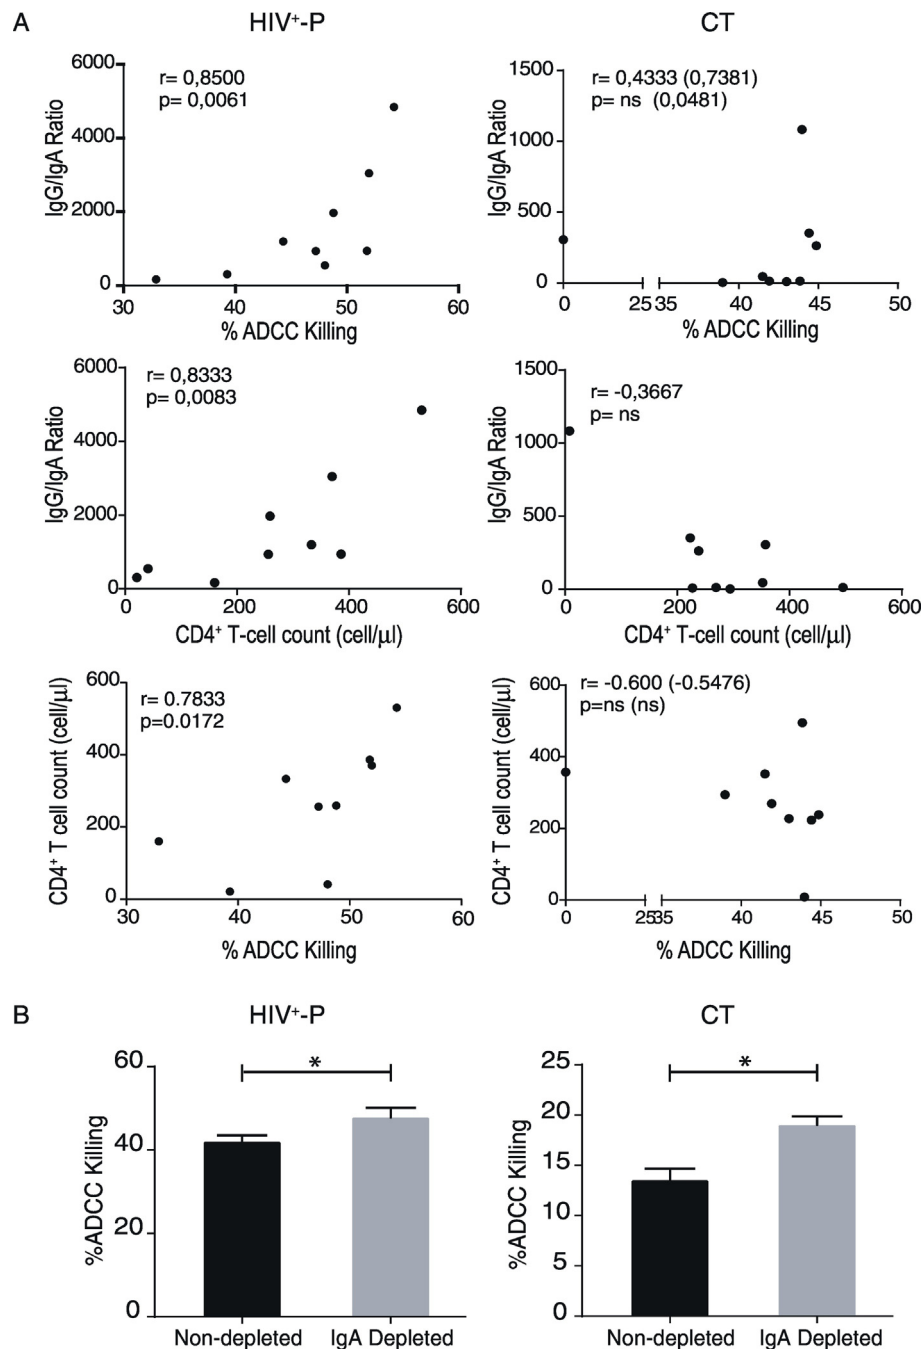 A
HIV⁺-P
CT
r= 0,8500
p= 0,0061
IgG/IgA Ratio
6000
4000
2000
0
30
40
50
60
% ADCC Killing
r= 0,4333 (0,7381)
p= ns (0,0481)
IgG/IgA Ratio
1500
1000
500
0
0
25
35
40
45
50
% ADCC Killing
r= 0,8333
p= 0,0083
IgG/IgA Ratio
6000
4000
2000
0
0
200
400
600
CD4⁺ T-cell count (cell/µl)
r= -0,3667
p= ns
IgG/IgA Ratio
1500
1000
500
0
0
200
400
600
CD4⁺ T-cell count (cell/µl)
r= 0.7833
p=0.0172
CD4⁺ T cell count (cell/µl)
600
400
200
0
30
40
50
60
% ADCC Killing
r= -0.600 (-0.5476)
p=ns (ns)
CD4⁺ T cell count (cell/µl)
600
400
200
0
0
25
35
40
45
50
% ADCC Killing
B
HIV⁺-P
CT
%ADCC Killing
60
40
20
0
*
Non-depleted
IgA Depleted
%ADCC Killing
25
20
15
10
5
0
*
Non-depleted
IgA Depleted